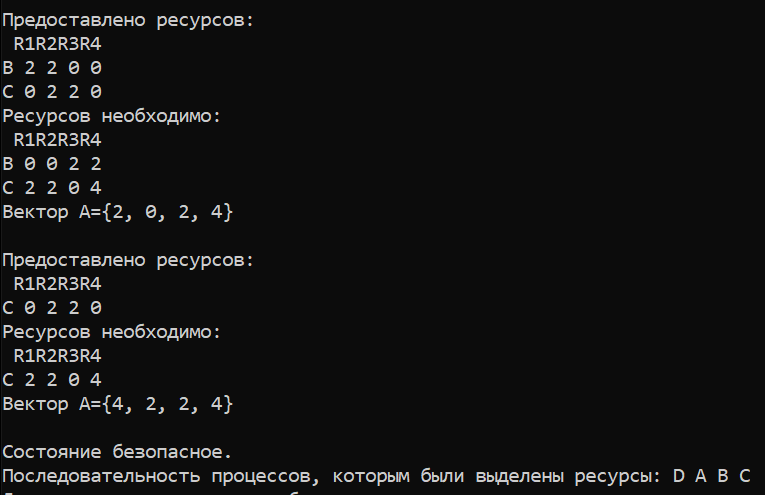 Предоставлено ресурсов:
R1R2R3R4
B 2 2 0 0
C 0 2 2 0
Ресурсов необходимо:
R1R2R3R4
B 0 0 2 2
C 2 2 0 4
Вектор A={2, 0, 2, 4}
Предоставлено ресурсов:
R1R2R3R4
C 0 2 2 0
Ресурсов необходимо:
R1R2R3R4
C 2 2 0 4
Вектор A={4, 2, 2, 4}
Состояние безопасное.
Последовательность процессов, которым были выделены ресурсы: D A B C